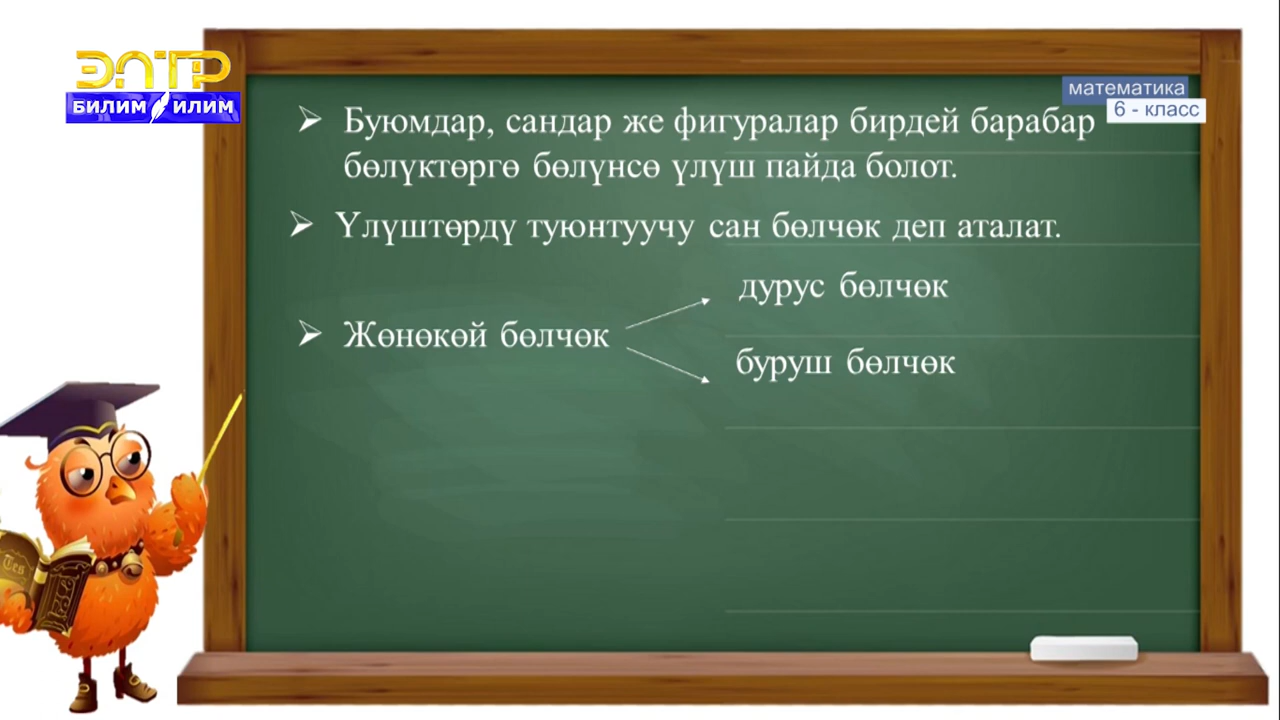 ЭЛТР
БИЛИМ ИЛИМ
математика
6 - класс
➢ Буюмдар, сандар же фигуралар бирдей барабар
бөлүктөргө бөлүнсө үлүш пайда болот.
➢ Үлүштөрдү туюнтуучу сан бөлчөк деп аталат.
дурус бөлчөк
➢ Жөнөкөй бөлчөк
буруш бөлчөк